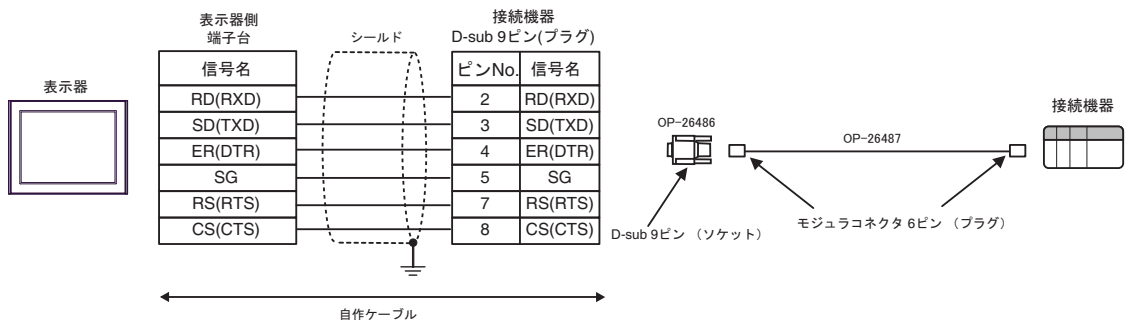 表示器
表示器側
端子台
シールド
接続機器
D-sub 9ピン(プラグ)
信号名
ピンNo.
信号名
RD(RXD)
2
RD(RXD)
SD(TXD)
3
SD(TXD)
ER(DTR)
4
ER(DTR)
SG
5
SG
RS(RTS)
7
RS(RTS)
CS(CTS)
8
CS(CTS)
自作ケーブル
OP-26486
OP-26487
接続機器
D-sub 9ピン (ソケット)
モジュラコネクタ 6ピン (プラグ)